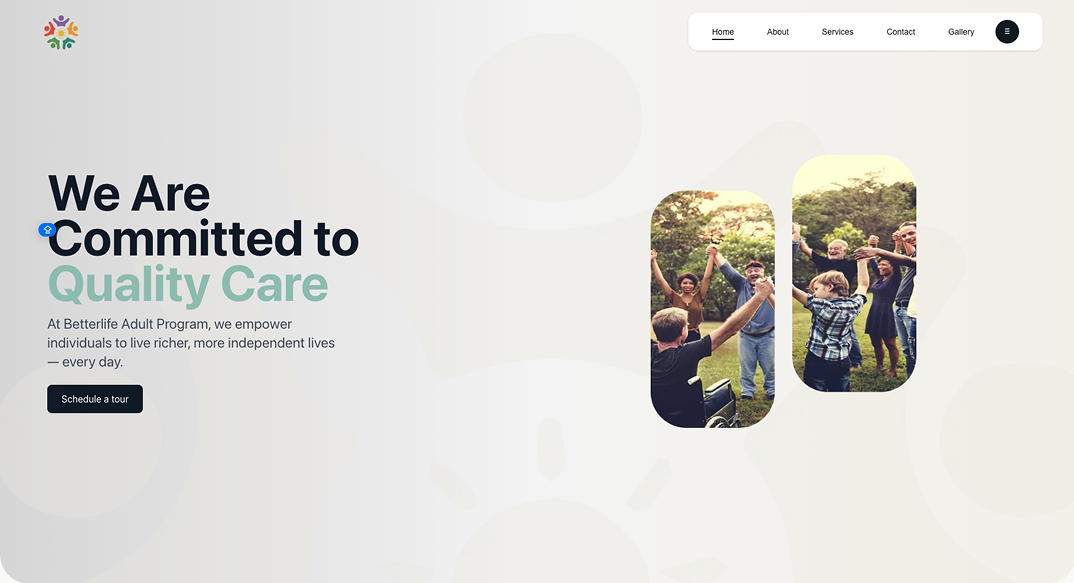 Home About Services Contact Gallery
We Are
Committed to
Quality Care
At Betterlife Adult Program, we empower
individuals to live richer, more independent lives
— every day.
Schedule a tour